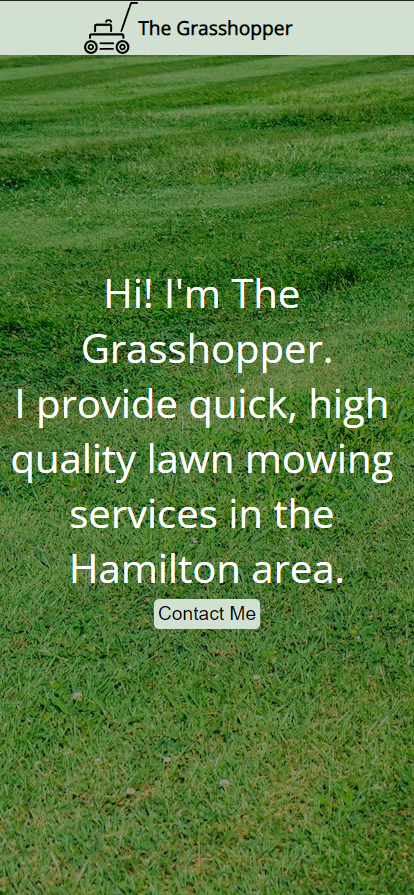 The Grasshopper
Hi! I'm The
Grasshopper.
I provide quick, high
quality lawn mowing
services in the
Hamilton area.
Contact Me